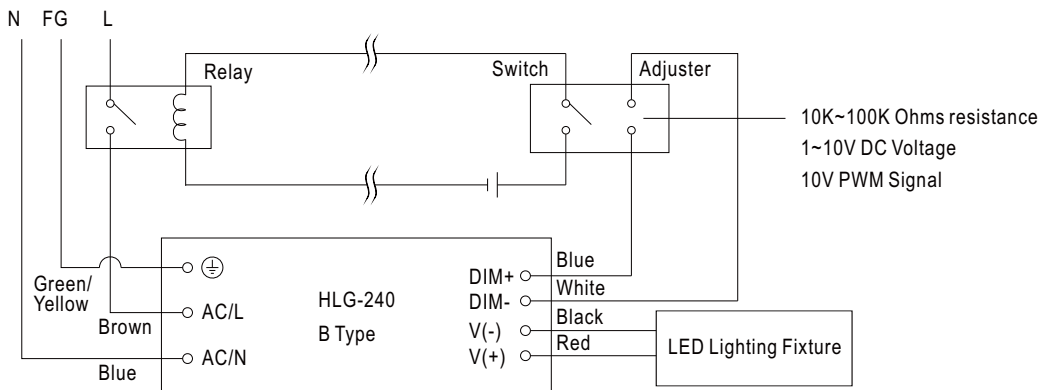 N FG L
Relay
Switch
Adjuster
10K~100K Ohms resistance
1~10V DC Voltage
10V PWM Signal
Green/
Yellow
Brown
Blue
AC/L
AC/N
HLG-240
B Type
DIM+
DIM-
V(-)
V(+)
Blue
White
Black
Red
LED Lighting Fixture